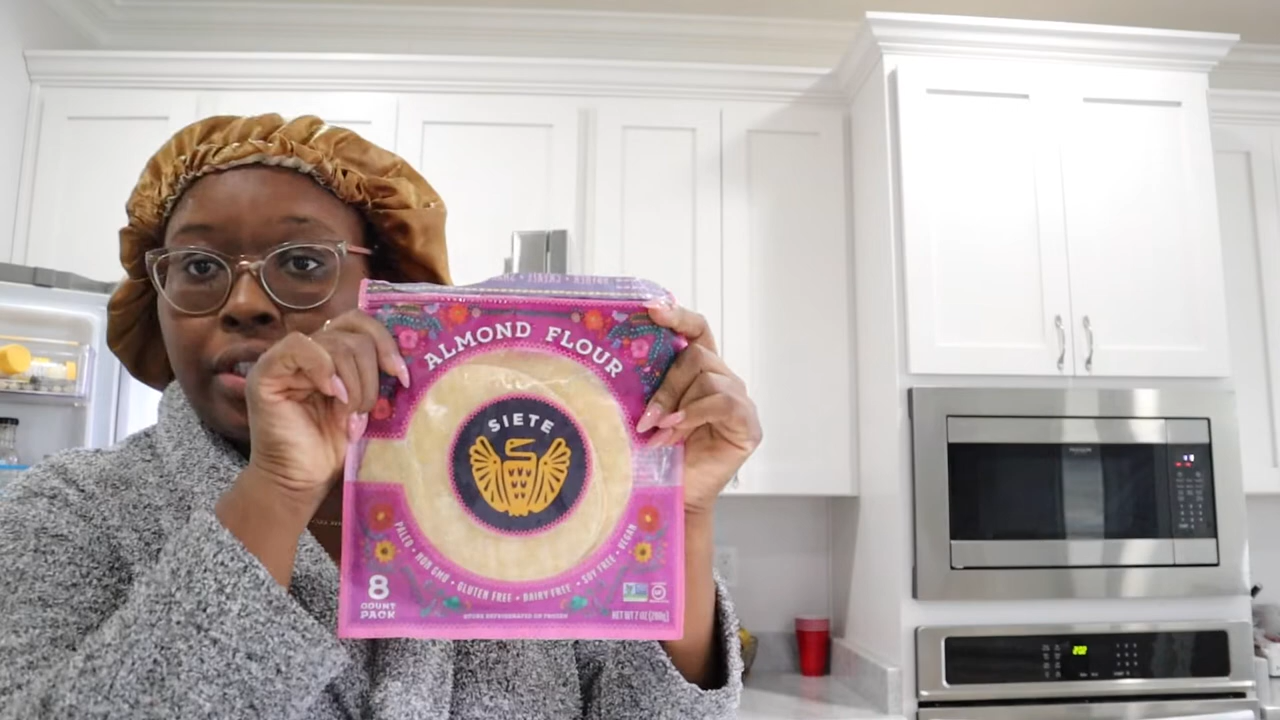 ALMOND FLOUR
SIETE
PALEO • NON GMO • GLUTEN FREE • DAIRY FREE • SOY FREE • VEGAN
8
COUNT
PACK
STORE REFRIGERATED OR FROZEN
NET WT 7 OZ (200g)